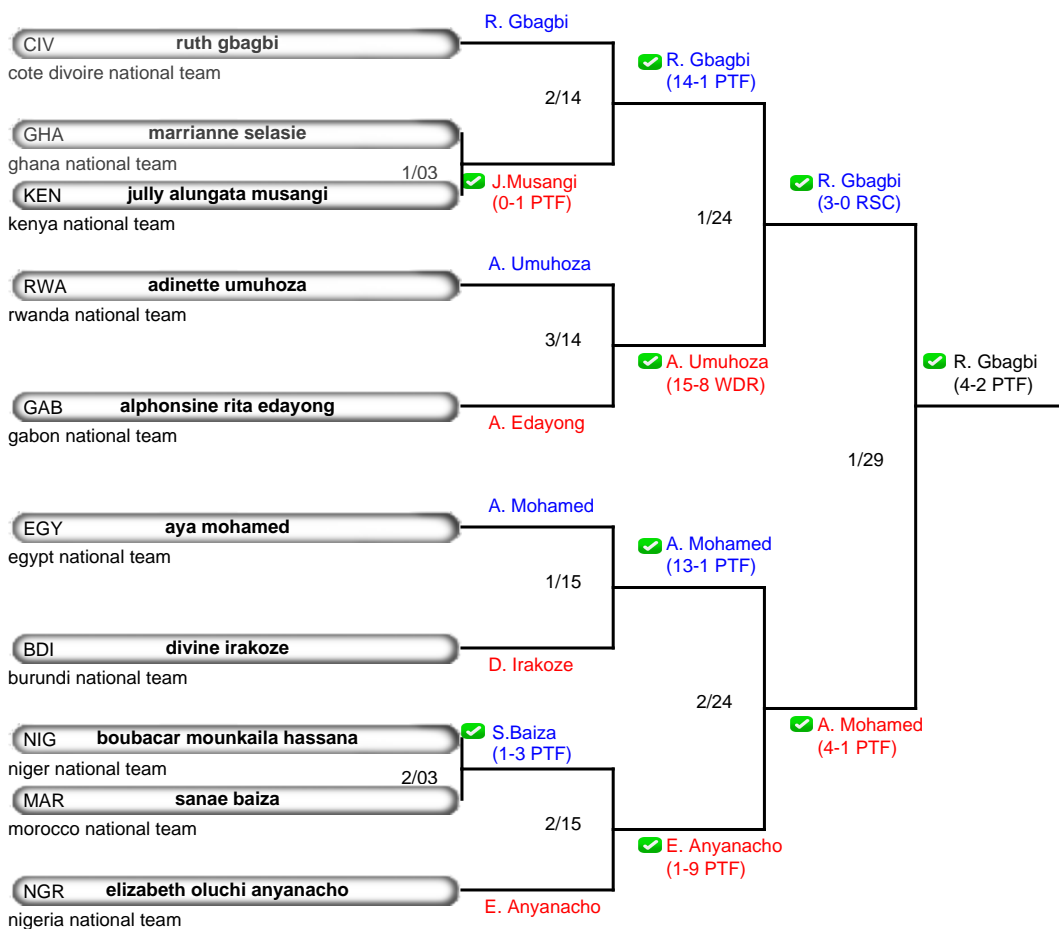 R. Gbagbi
CIV ruth gbagbi
cote divoire national team
R. Gbagbi
(14-1 PTF)
2/14
GHA marrianne selasie
ghana national team
1/03
KEN jully alungata musangi
kenya national team
J.Musangi
(0-1 PTF)
R. Gbagbi
(3-0 RSC)
1/24
A. Umuhoza
RWA adinette umuhoza
rwanda national team
3/14
A. Umuhoza
(15-8 WDR)
R. Gbagbi
(4-2 PTF)
GAB alphonsine rita edayong
gabon national team
A. Edayong
1/29
A. Mohamed
EGY aya mohamed
egypt national team
A. Mohamed
(13-1 PTF)
1/15
BDI divine irakoze
burundi national team
D. Irakoze
2/24
NIG boubacar mounkaila hassana
niger national team
S.Baiza
(1-3 PTF)
A. Mohamed
(4-1 PTF)
2/03
MAR sanae baiza
morocco national team
2/15
E. Anyanacho
(1-9 PTF)
NGR elizabeth oluchi anyanacho
nigeria national team
E. Anyanacho